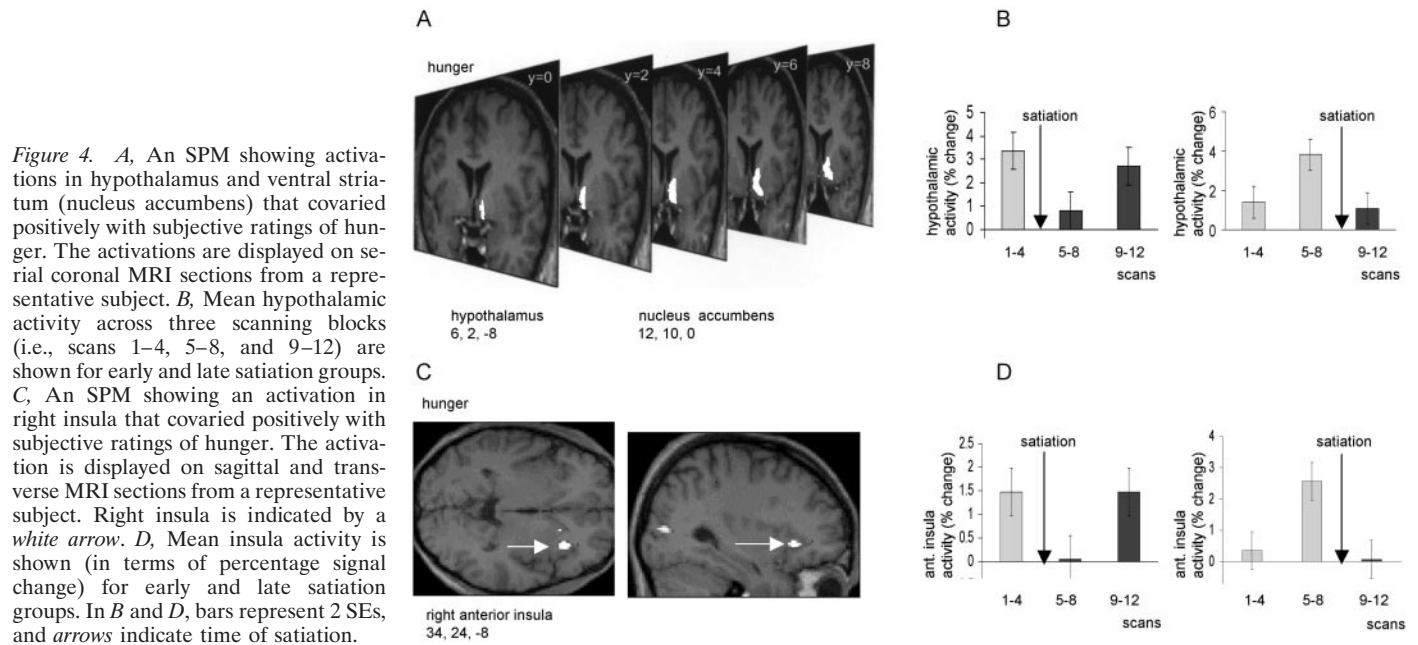 Figure 4. A, An SPM showing activa-
tions in hypothalamus and ventral stria-
tum (nucleus accumbens) that covaried
positively with subjective ratings of hun-
ger. The activations are displayed on se-
rial coronal MRI sections from a repre-
sentative subject. B, Mean hypothalamic
activity across three scanning blocks
(i.e., scans 1–4, 5–8, and 9–12) are
shown for early and late satiation groups.
C, An SPM showing an activation in
right insula that covaried positively with
subjective ratings of hunger. The activa-
tion is displayed on sagittal and trans-
verse MRI sections from a representative
subject. Right insula is indicated by a
white arrow. D, Mean insula activity is
shown (in terms of percentage signal
change) for early and late satiation
groups. In B and D, bars represent 2 SEs,
and arrows indicate time of satiation.
A
hunger
y=0
y=2
y=4
y=6
y=8
hypothalamus
6, 2, -8
nucleus accumbens
12, 10, 0
B
hypothalamic
activity (% change)
5
4
3
2
1
0
satiation
1-4
5-8
9-12
scans
hypothalamic
activity (% change)
6
4
2
0
satiation
1-4
5-8
9-12
scans
C
hunger
right anterior insula
34, 24, -8
D
ant. insula
activity (% change)
2.5
2
1.5
1
0.5
0
satiation
1-4
5-8
9-12
scans
ant. insula
activity (% change)
4
3
2
1
0
satiation
1-4
5-8
9-12
scans